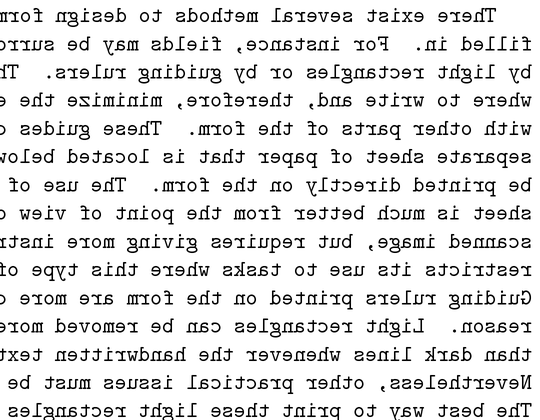 There exist several methods to design form
filled in. For instance, fields may be surro
by light rectangles or by guiding rulers. Th
where to write and, therefore, minimize the e
with other parts of the form. These guides c
separate sheet of paper that is located below
be printed directly on the form. The use of
sheet is much better from the point of view o
scanned image, but requires giving more instr
restricts its use to tasks where this type of
Guiding rulers printed on the form are more c
reason. Light rectangles can be removed more
than dark lines whenever the handwritten text
Nevertheless, other practical issues must be
The best way to print these light rectangles